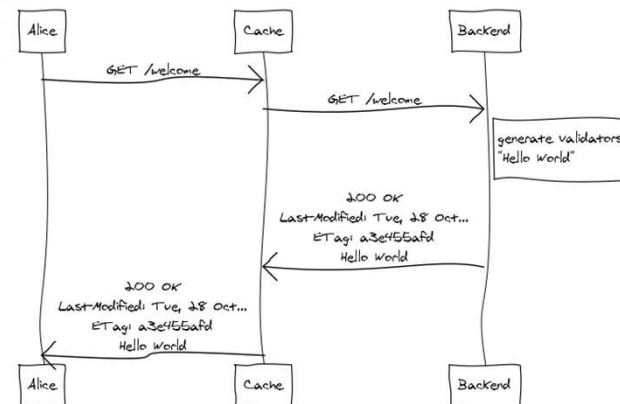 Alice
Cache
Backend
GET /welcome
GET /welcome
generate validators
"Hello World"
200 OK
Last-Modified: Tue, 28 Oct...
ETag: a3e455afd
Hello World
200 OK
Last-Modified: Tue, 28 Oct...
ETag: a3e455afd
Hello World
Alice
Cache
Backend